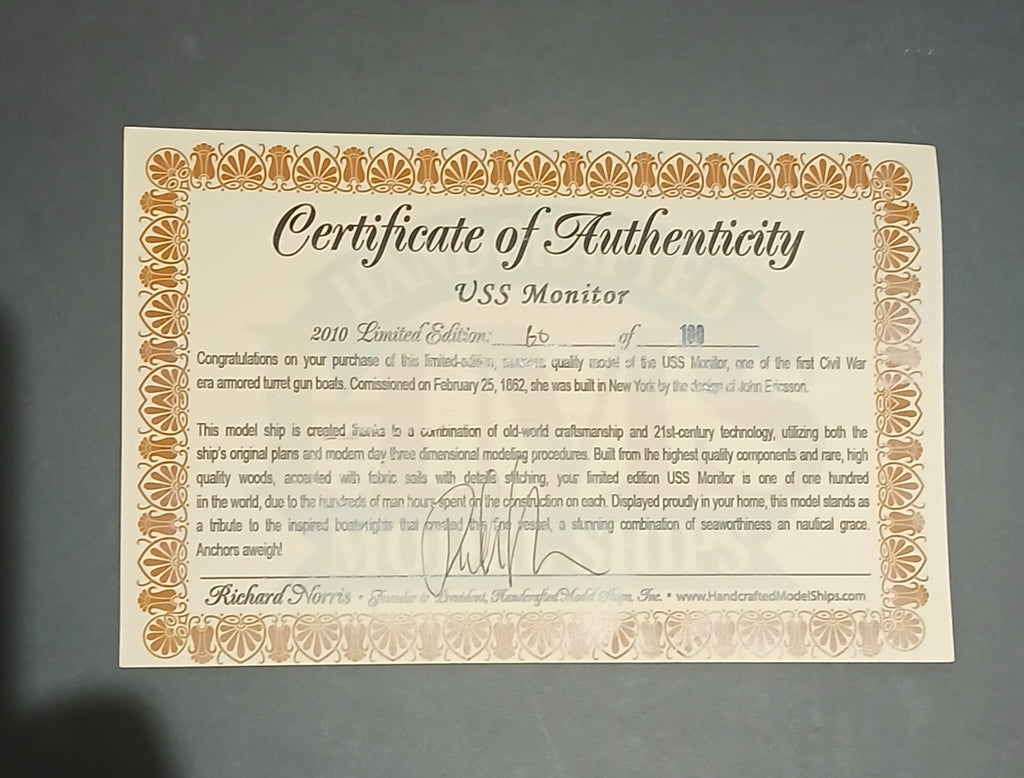 Certificate of Authenticity
USS Monitor
2010 Limited Edition: 60 of 100
Congratulations on your purchase of this limited-edition, quality model of the USS Monitor, one of the first Civil War
era armored turret gun boats. Comissioned on February 25, 1862, she was built in New York by the design of John Ericsson.
This model ship is created thanks to a combination of old-world craftsmanship and 21st-century technology, utilizing both the
ship's original plans and modern day three dimensional modeling procedures. Built from the highest quality components and rare, high
quality woods, accented with fabric sails with details stitching, your limited edition USS Monitor is one of one hundred
iin the world, due to the hundreds of man hours spent on the construction on each. Displayed proudly in your home, this model stands as
a tribute to the inspired boatwrights that created this fine vessel, a stunning combination of seaworthiness an nautical grace.
Anchors aweigh!
Richard Norris • Founder & President, Handcrafted Model Ships, Inc. • www.HandcraftedModelShips.com
HANDCRAFTED
MODEL SHIPS